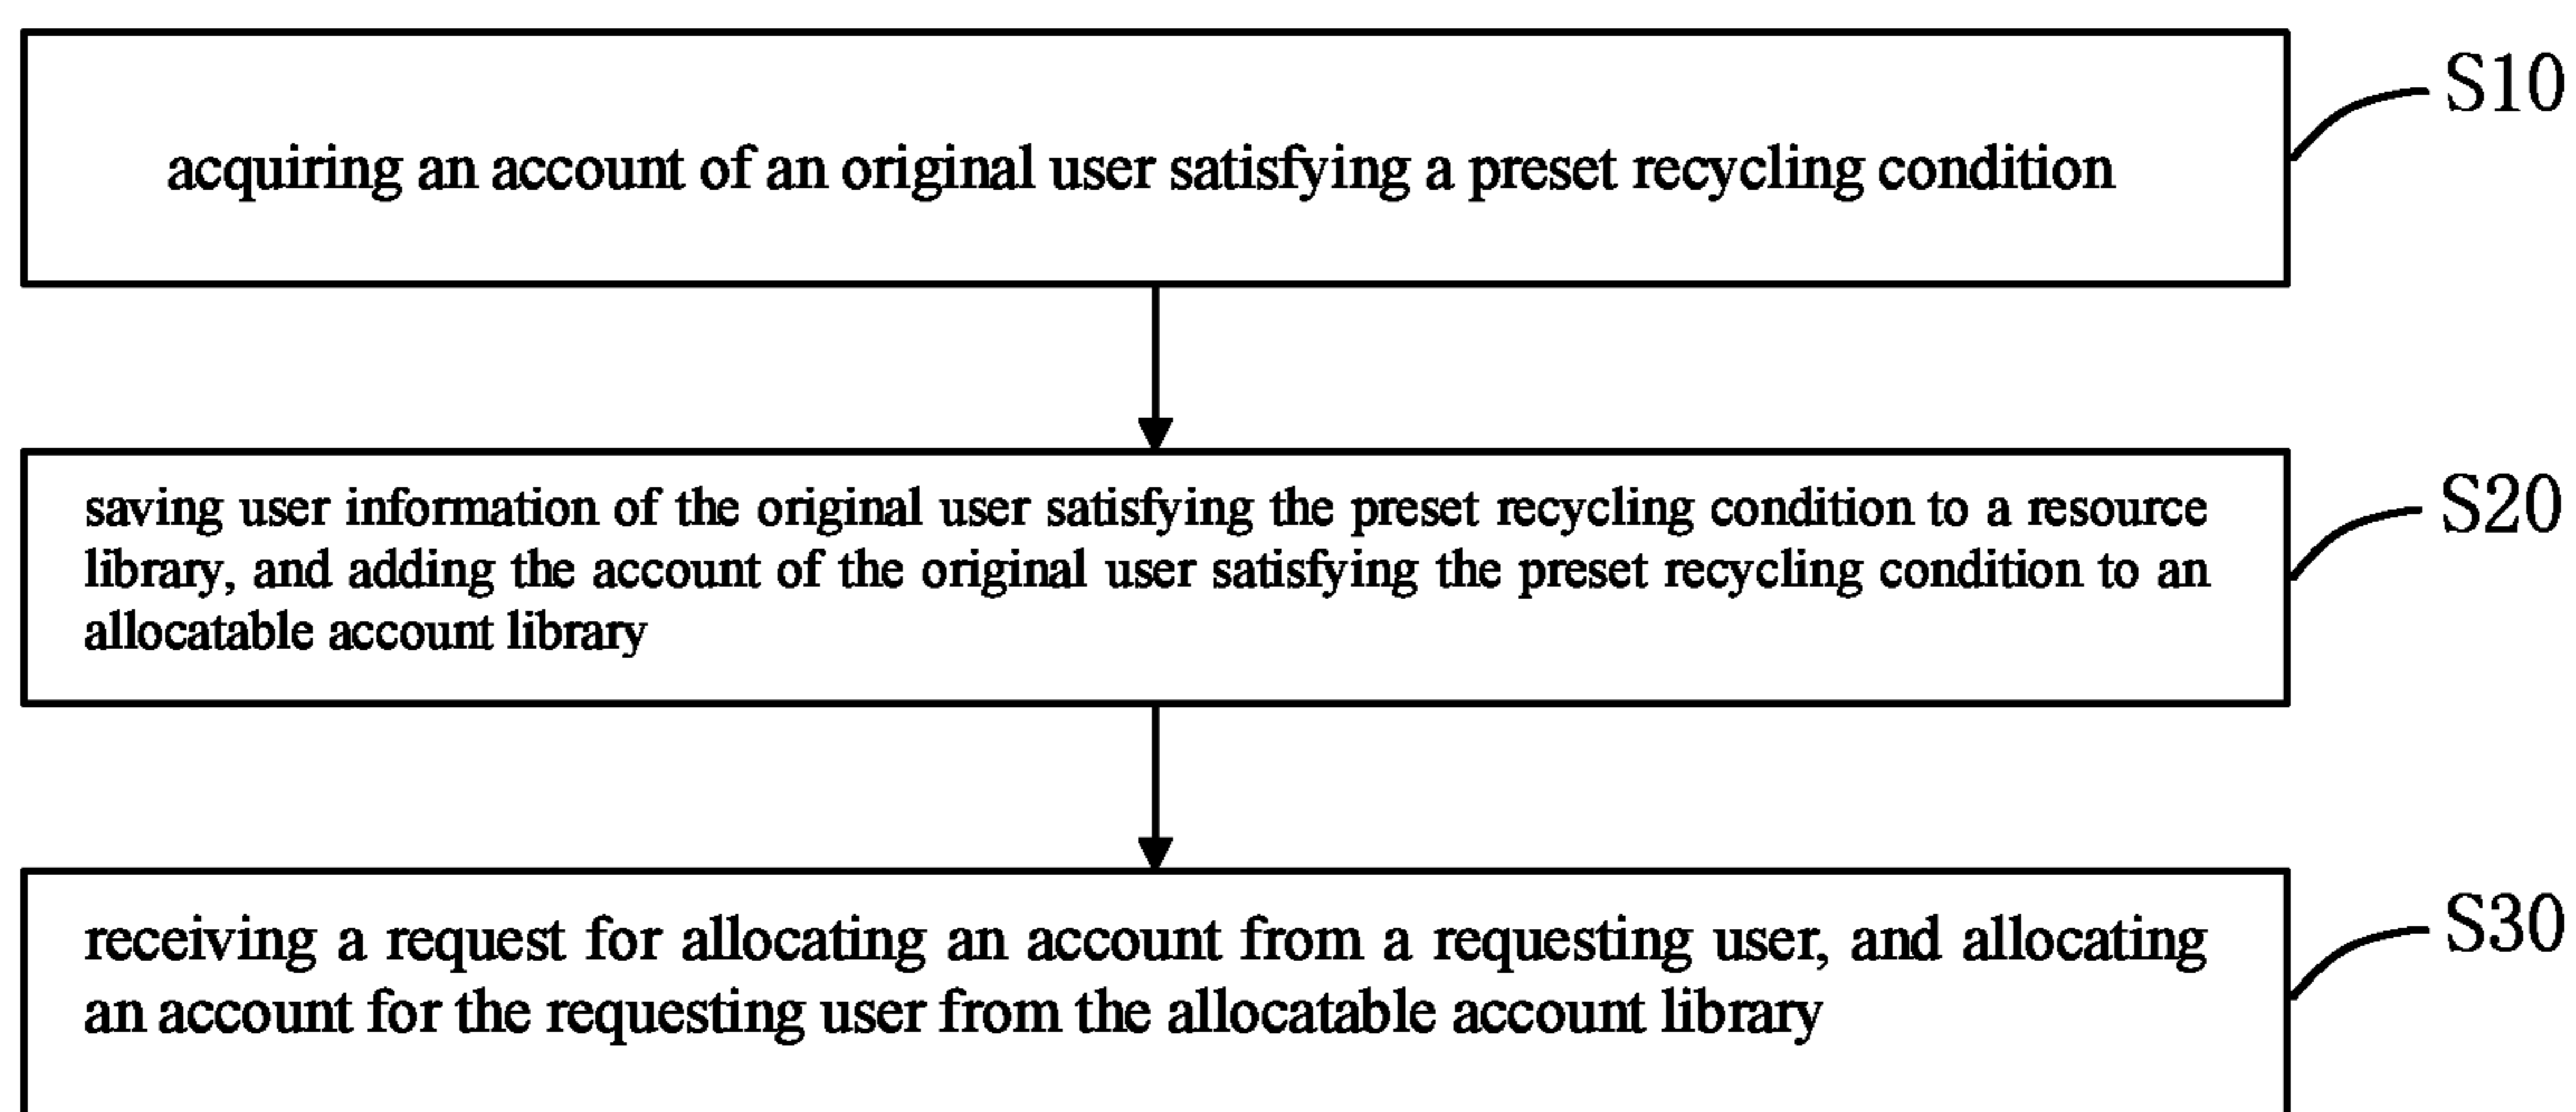 S10
acquiring an account of an original user satisfying a preset recycling condition
S20
saving user information of the original user satisfying the preset recycling condition to a resource
library, and adding the account of the original user satisfying the preset recycling condition to an
allocatable account library
S30
receiving a request for allocating an account from a requesting user, and allocating
an account for the requesting user from the allocatable account library